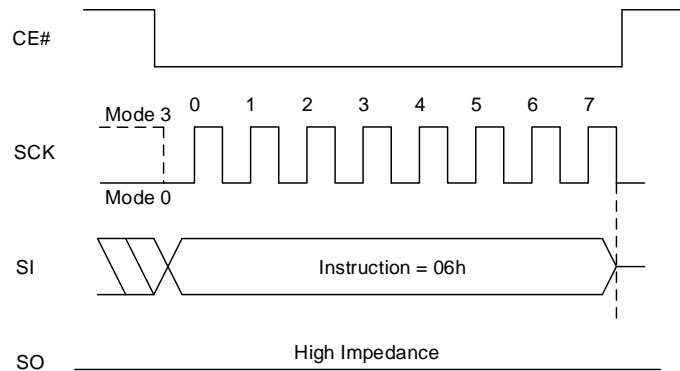 CE#
Mode 3
0 1 2 3 4 5 6 7
SCK
Mode 0
SI
Instruction = 06h
High Impedance
SO